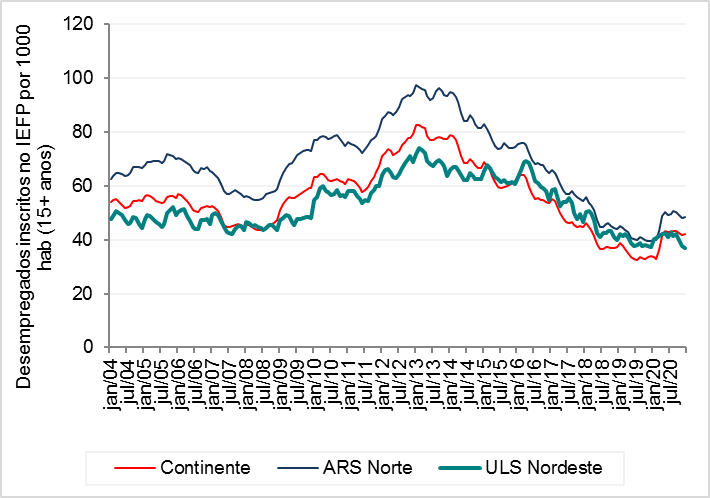 Desempregados inscritos no IEFP por 1000
hab (15+ anos)
120
100
80
60
40
20
0
jan/04
jul/04
jan/05
jul/05
jan/06
jul/06
jan/07
jul/07
jan/08
jul/08
jan/09
jul/09
jan/10
jul/10
jan/11
jul/11
jan/12
jul/12
jan/13
jul/13
jan/14
jul/14
jan/15
jul/15
jan/16
jul/16
jan/17
jul/17
jan/18
jul/18
jan/19
jul/19
jan/20
jul/20
Continente ARS Norte ULS Nordeste